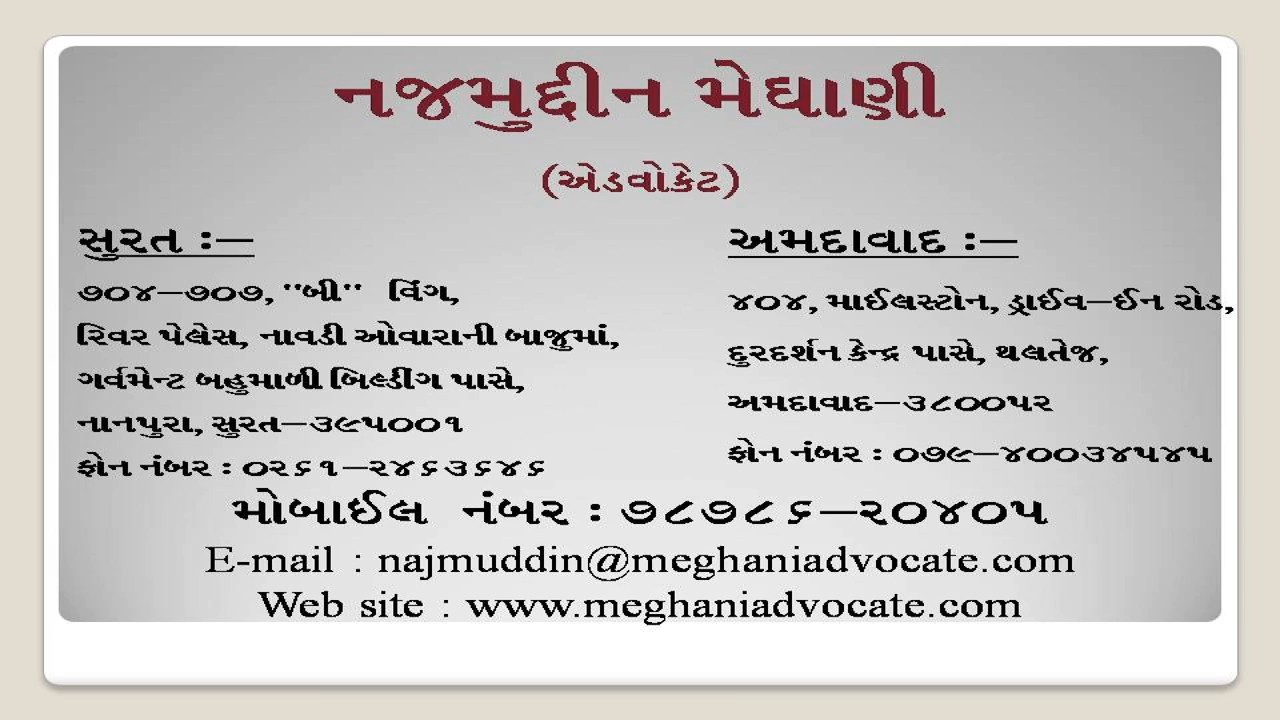 નજમુદ્દીન મેઘાણી
(એડવોકેટ)
સુરત :–
૭૦૪–૭૦૭, "બી" વિંગ,
રિવર પેલેસ, નાવડી ઓવારાની બાજુમાં,
ગર્વમેન્ટ બહુમાળી બિલ્ડીંગ પાસે,
નાનપુરા, સુરત–૩૯૫૦૦૧
ફોન નંબર : ૦૨૬૧–૨૪૬૩૬૪૬
અમદાવાદ :–
૪૦૪, માઈલસ્ટોન, ડ્રાઈવ–ઈન રોડ,
દુરદર્શન કેન્દ્ર પાસે, થલતેજ,
અમદાવાદ–૩૮૦૦૫૨
ફોન નંબર : ૦૭૯–૪૦૦૩૪૫૪૫
મોબાઈલ નંબર : ૭૮૭૮૬–૨૦૪૦૫
E-mail : najmuddin@meghaniadvocate.com
Web site : www.meghaniadvocate.com